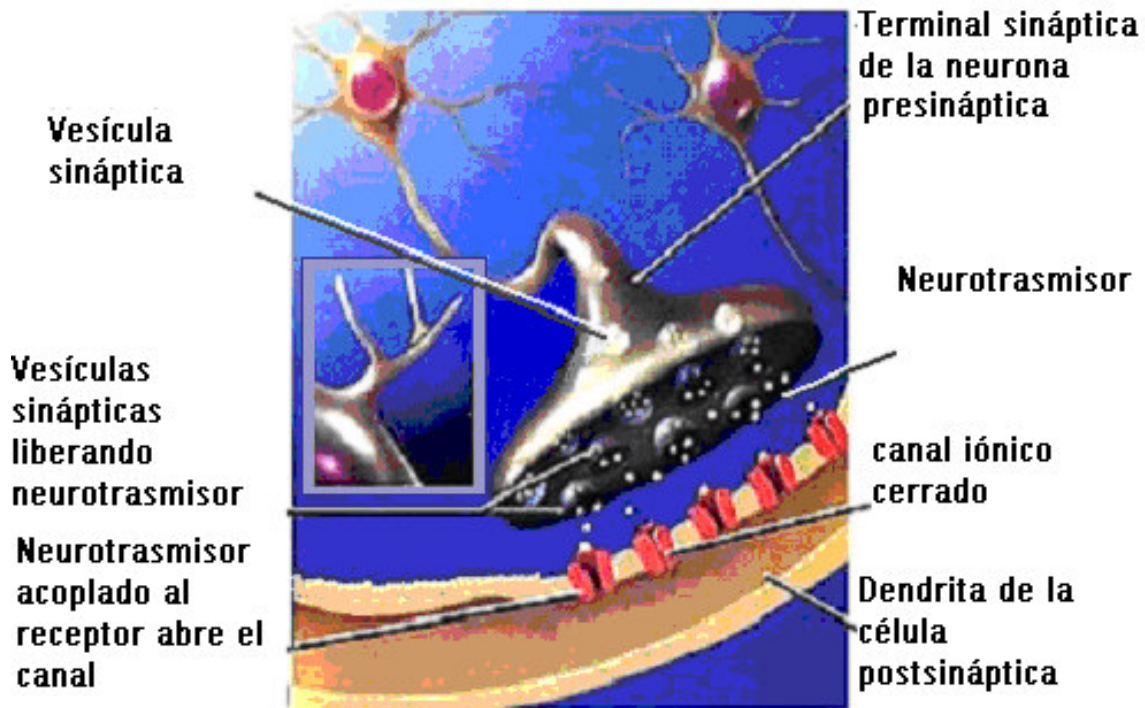 Vesícula
sináptica
Vesículas
sinápticas
liberando
neurotrasmisor
Neurotrasmisor
acoplado al
receptor abre el
canal
Terminal sináptica
de la neurona
presináptica
Neurotrasmisor
canal iónico
cerrado
Dendrita de la
célula
postsináptica